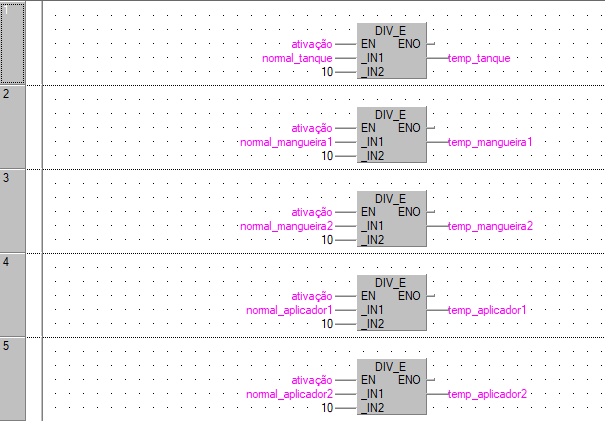 1
DIV_E
ativação EN ENO
normal_tanque _IN1 temp_tanque
10 _IN2
2
DIV_E
ativação EN ENO
normal_mangueira1 _IN1 temp_mangueira1
10 _IN2
3
DIV_E
ativação EN ENO
normal_mangueira2 _IN1 temp_mangueira2
10 _IN2
4
DIV_E
ativação EN ENO
normal_aplicador1 _IN1 temp_aplicador1
10 _IN2
5
DIV_E
ativação EN ENO
normal_aplicador2 _IN1 temp_aplicador2
10 _IN2